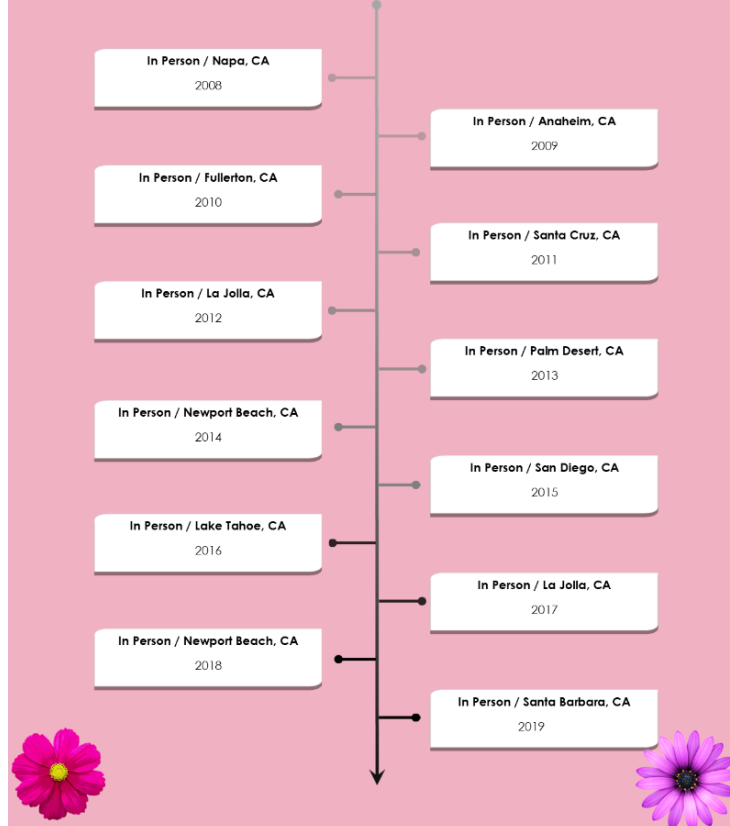 In Person / Napa, CA
2008
In Person / Anaheim, CA
2009
In Person / Fullerton, CA
2010
In Person / Santa Cruz, CA
2011
In Person / La Jolla, CA
2012
In Person / Palm Desert, CA
2013
In Person / Newport Beach, CA
2014
In Person / San Diego, CA
2015
In Person / Lake Tahoe, CA
2016
In Person / La Jolla, CA
2017
In Person / Newport Beach, CA
2018
In Person / Santa Barbara, CA
2019